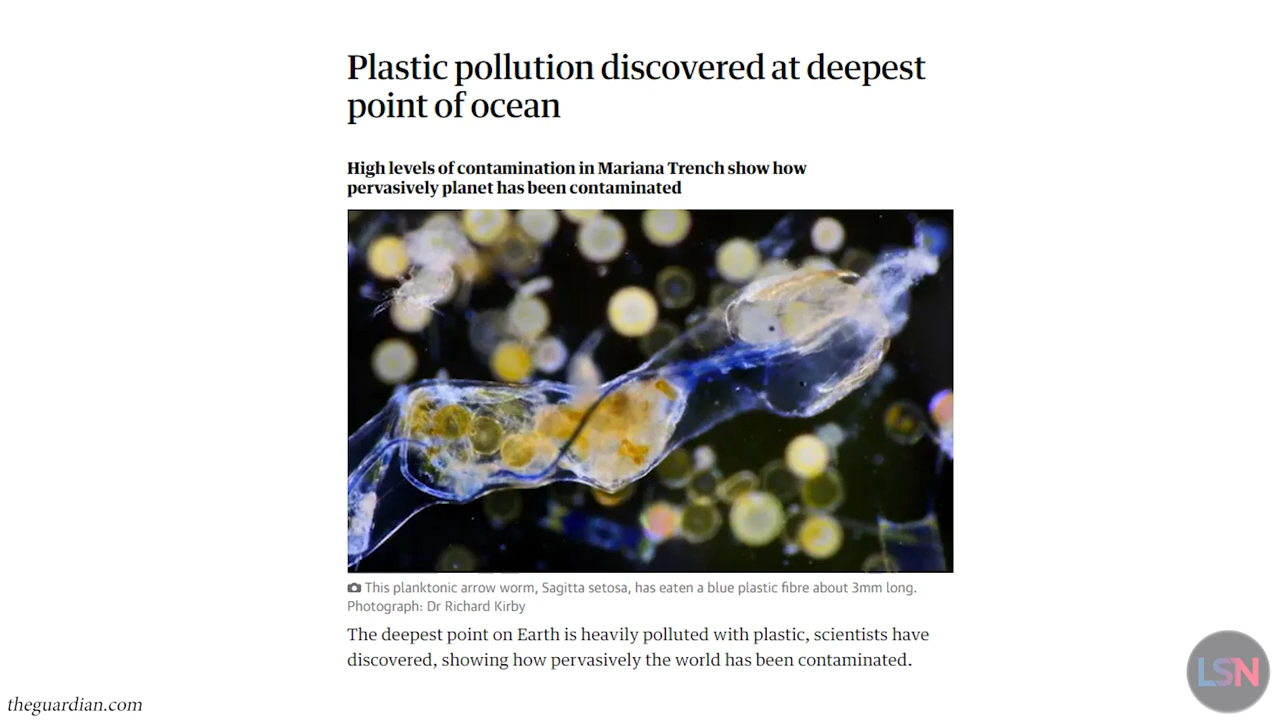 Plastic pollution discovered at deepest
point of ocean
High levels of contamination in Mariana Trench show how
pervasively planet has been contaminated
This planktonic arrow worm, Sagitta setosa, has eaten a blue plastic fibre about 3mm long.
Photograph: Dr Richard Kirby
The deepest point on Earth is heavily polluted with plastic, scientists have
discovered, showing how pervasively the world has been contaminated.
theguardian.com
LSN